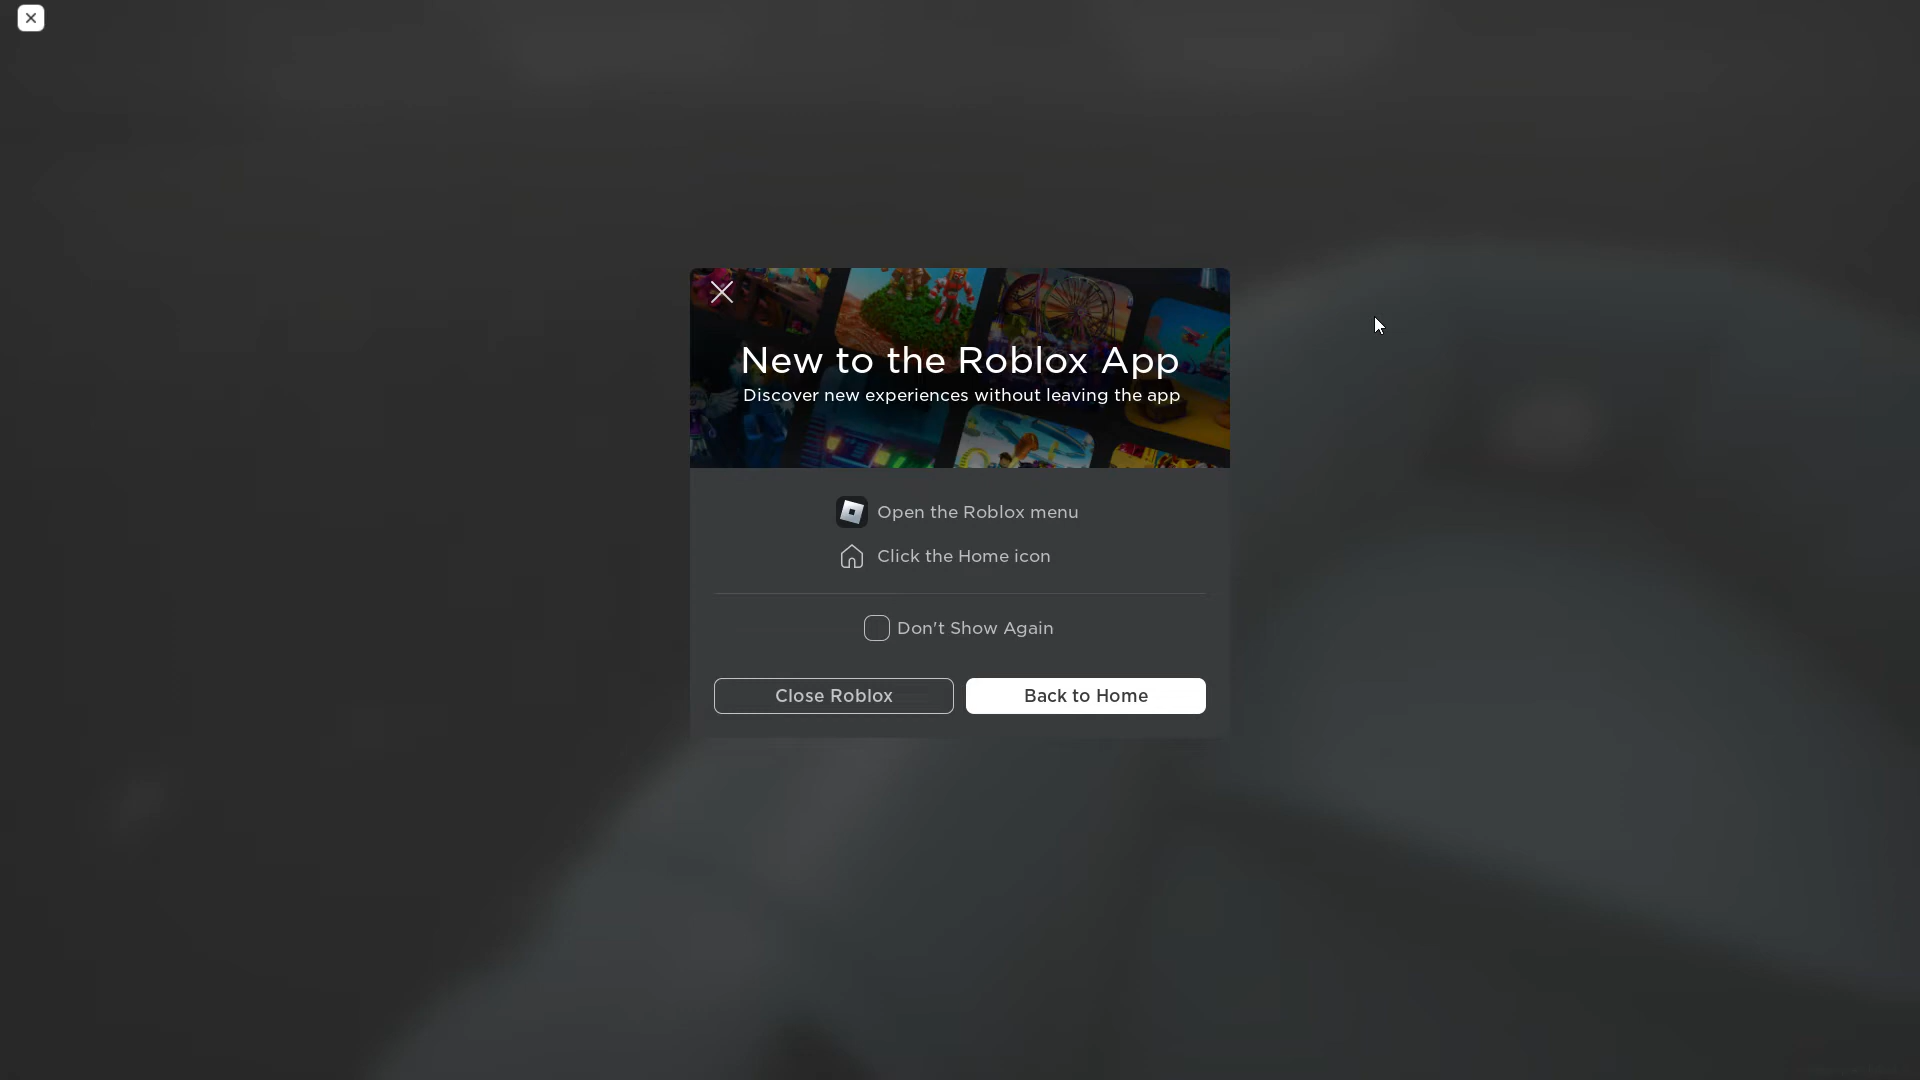 New to the Roblox App
Discover new experiences without leaving the app
Open the Roblox menu
Click the Home icon
Don't Show Again
Close Roblox
Back to Home